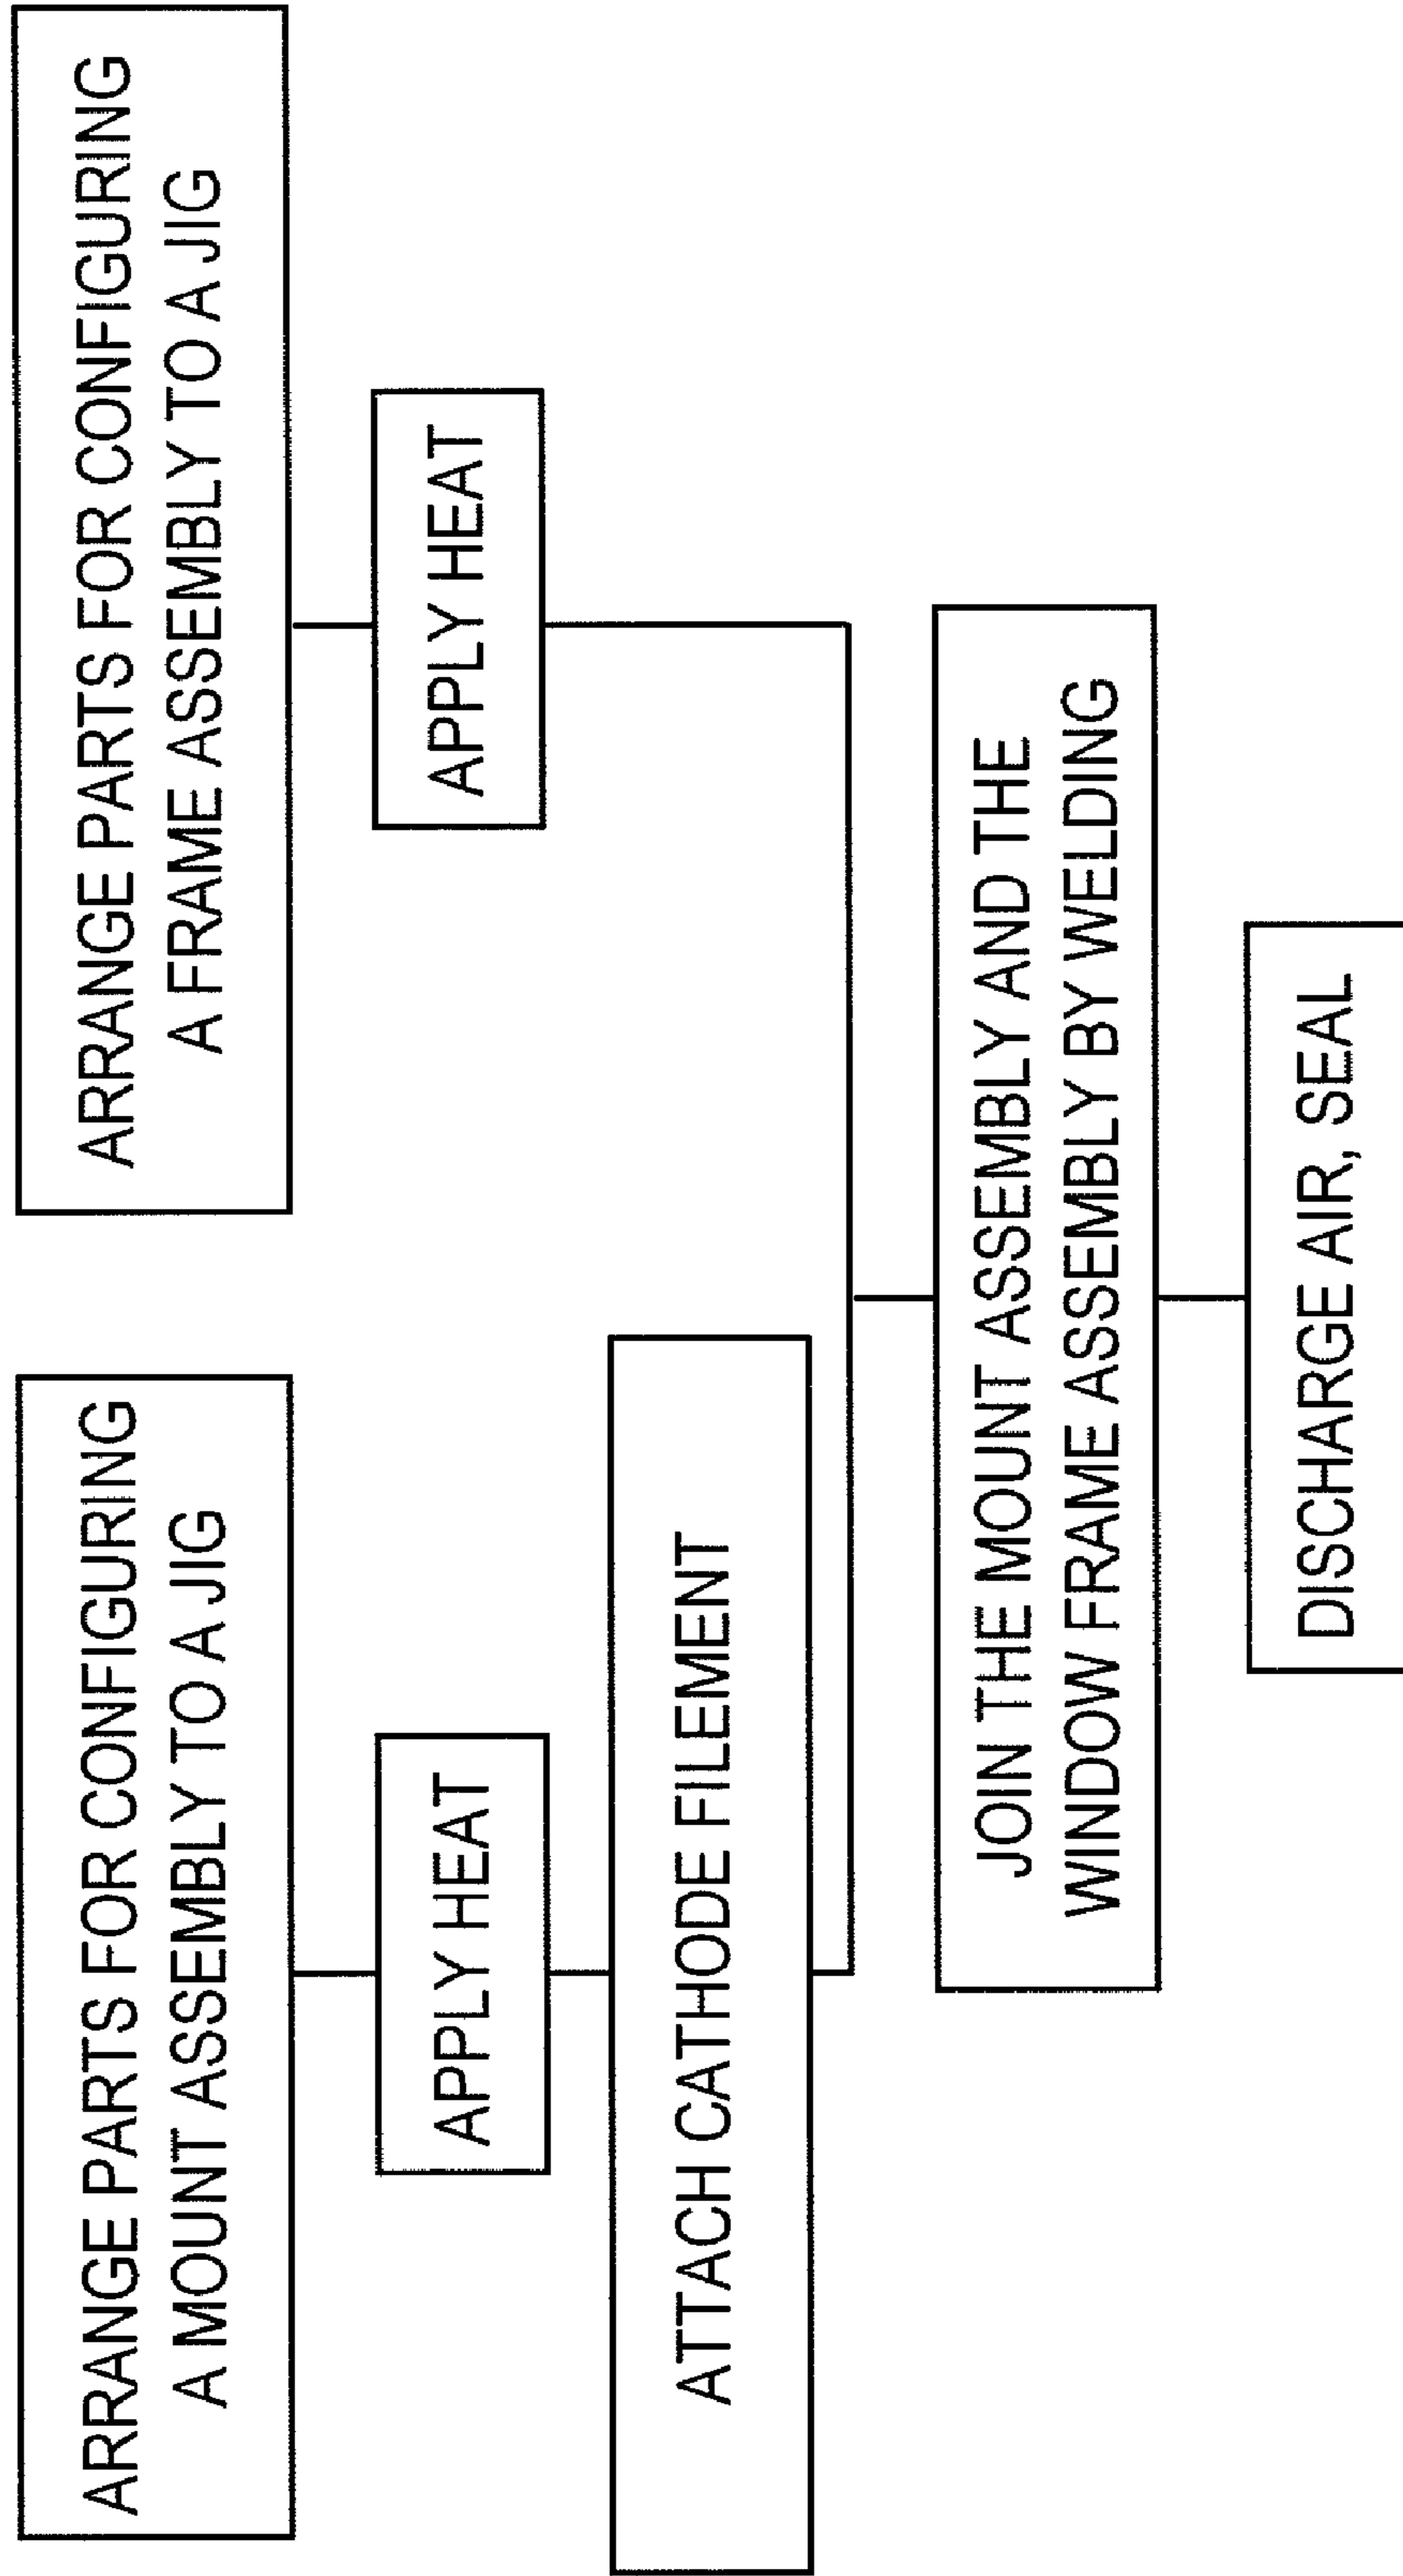 ARRANGE PARTS FOR CONFIGURING
A MOUNT ASSEMBLY TO A JIG
APPLY HEAT
ATTACH CATHODE FILEMENT
ARRANGE PARTS FOR CONFIGURING
A FRAME ASSEMBLY TO A JIG
APPLY HEAT
JOIN THE MOUNT ASSEMBLY AND THE
WINDOW FRAME ASSEMBLY BY WELDING
DISCHARGE AIR, SEAL